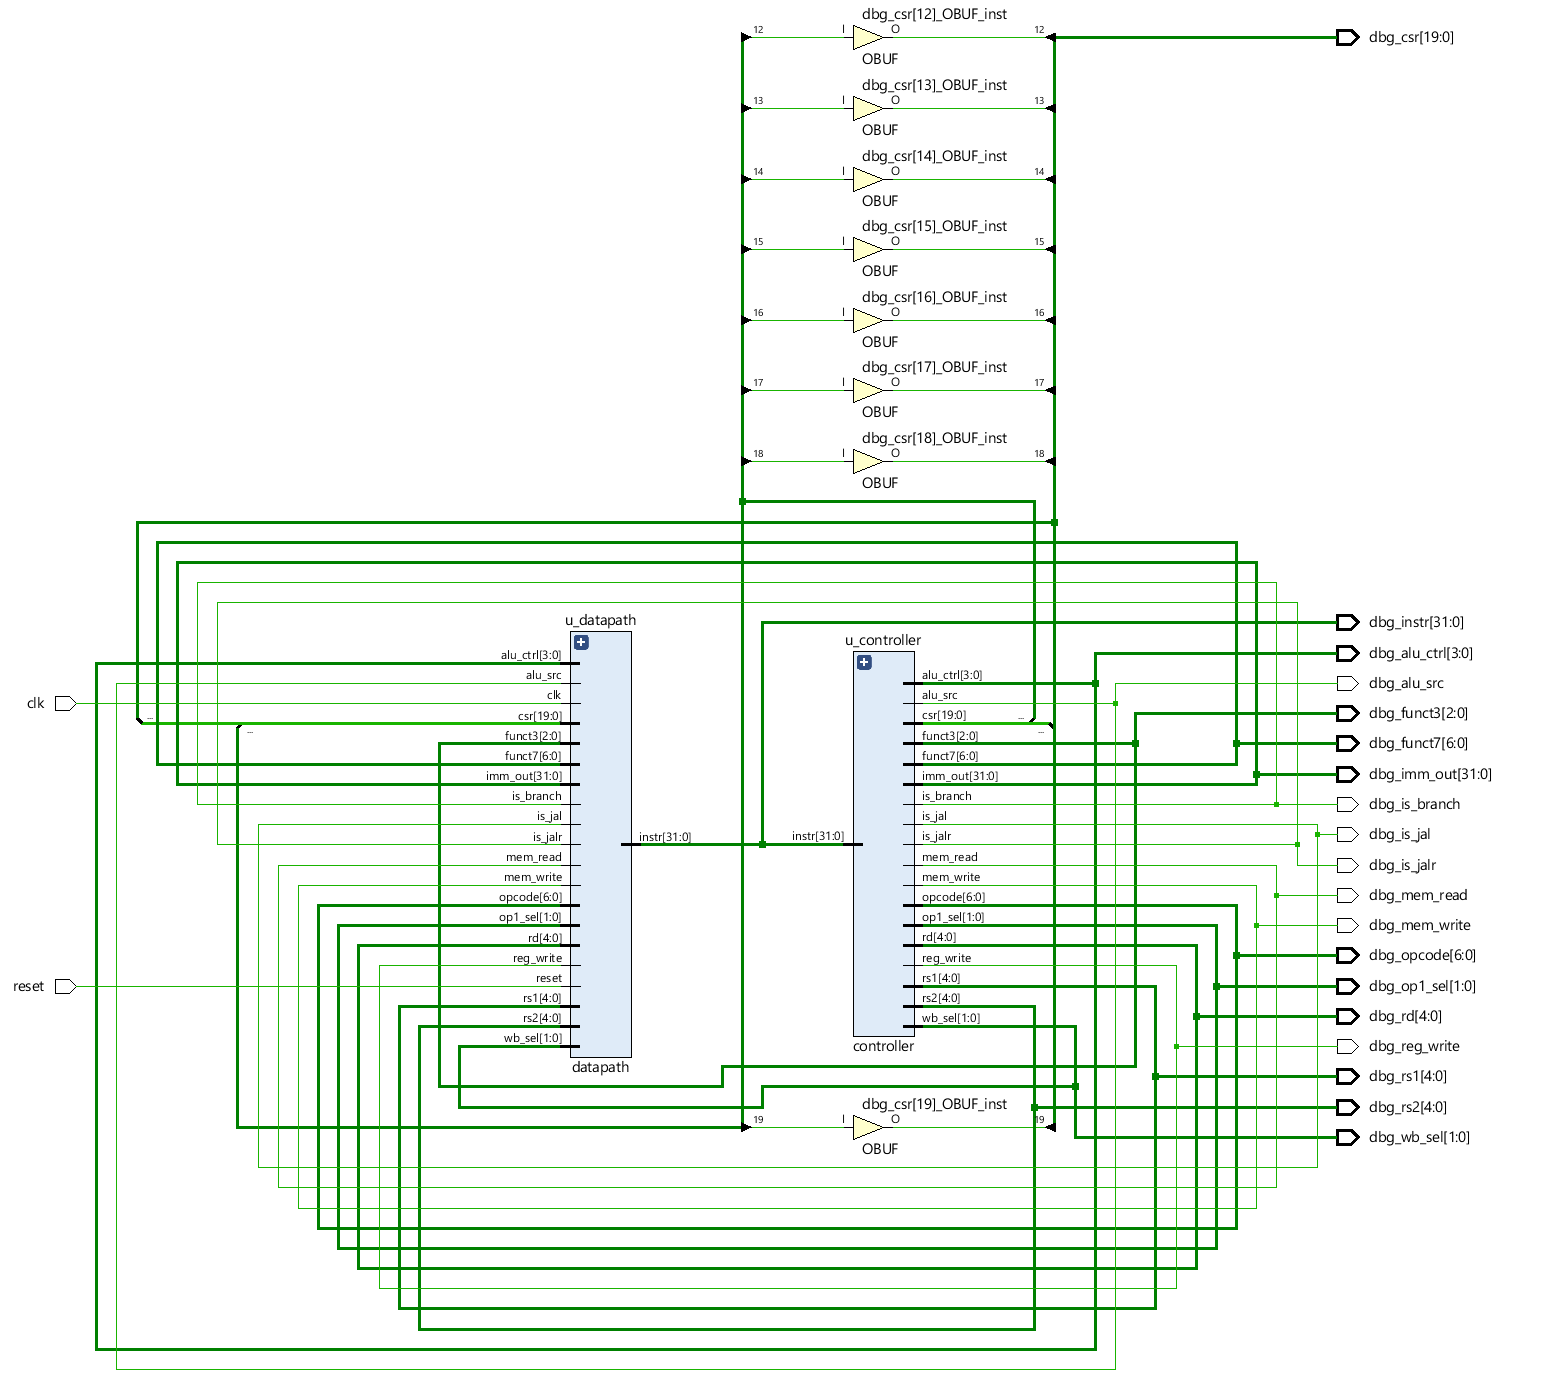 dbg_csr[12]_OBUF_inst
12 I O 12 dbg_csr[19:0]
OBUF
dbg_csr[13]_OBUF_inst
13 I O 13
OBUF
dbg_csr[14]_OBUF_inst
14 I O 14
OBUF
dbg_csr[15]_OBUF_inst
15 I O 15
OBUF
dbg_csr[16]_OBUF_inst
16 I O 16
OBUF
dbg_csr[17]_OBUF_inst
17 I O 17
OBUF
dbg_csr[18]_OBUF_inst
18 I O 18
OBUF
clk
reset
u_datapath
alu_ctrl[3:0]
alu_src
clk
... csr[19:0]
...
funct3[2:0]
funct7[6:0]
imm_out[31:0]
is_branch
is_jal
is_jalr
mem_read
mem_write
opcode[6:0]
op1_sel[1:0]
rd[4:0]
reg_write
reset
rs1[4:0]
rs2[4:0]
wb_sel[1:0]
instr[31:0]
datapath
u_controller
instr[31:0]
alu_ctrl[3:0]
alu_src
csr[19:0] ...
...
funct3[2:0]
funct7[6:0]
imm_out[31:0]
is_branch
is_jal
is_jalr
mem_read
mem_write
opcode[6:0]
op1_sel[1:0]
rd[4:0]
reg_write
rs1[4:0]
rs2[4:0]
wb_sel[1:0]
controller
dbg_csr[19]_OBUF_inst
19 I O 19
OBUF
dbg_instr[31:0]
dbg_alu_ctrl[3:0]
dbg_alu_src
dbg_funct3[2:0]
dbg_funct7[6:0]
dbg_imm_out[31:0]
dbg_is_branch
dbg_is_jal
dbg_is_jalr
dbg_mem_read
dbg_mem_write
dbg_opcode[6:0]
dbg_op1_sel[1:0]
dbg_rd[4:0]
dbg_reg_write
dbg_rs1[4:0]
dbg_rs2[4:0]
dbg_wb_sel[1:0]